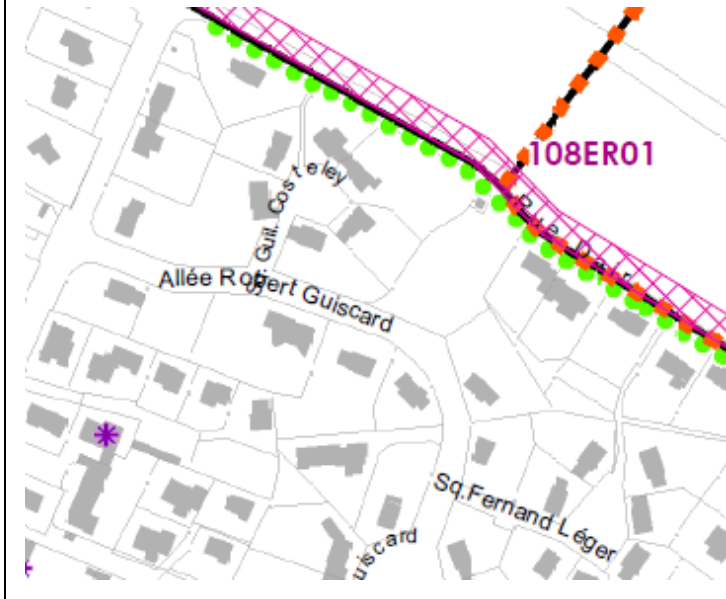 108ER01
Guil. Costeley
Allée Robert Guiscard
Sq.Fernand Léger
uiscard